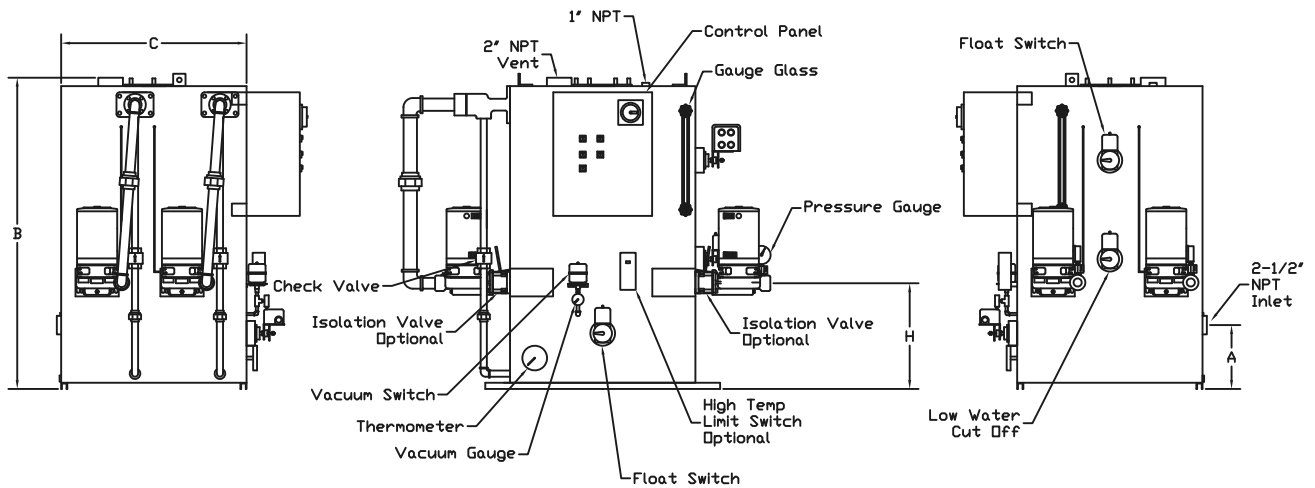 C
B
1" NPT
2" NPT
Vent
Control Panel
Gauge Glass
Pressure Gauge
Check Valve
Isolation Valve
Optional
Vacuum Switch
Thermometer
Vacuum Gauge
Float Switch
High Temp
Limit Switch
Optional
Isolation Valve
Optional
H
Float Switch
2-1/2"
NPT
Inlet
A
Low Water
Cut Off